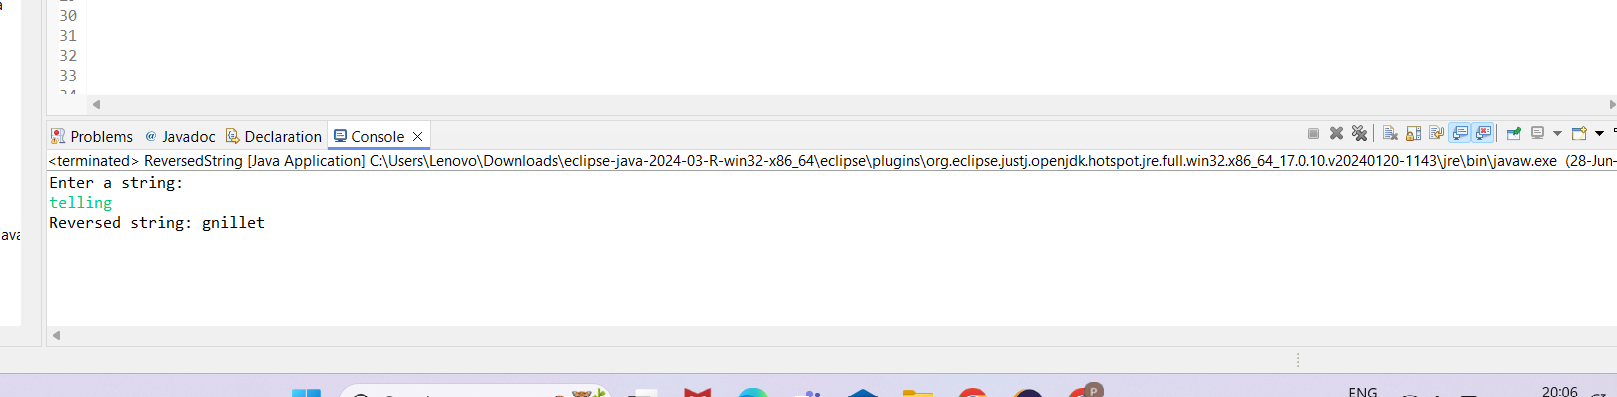 30
31
32
33
Problems @ Javadoc Declaration Console
<terminated> ReversedString [Java Application] C:\Users\Lenovo\Downloads\eclipse-java-2024-03-R-win32-x86_64\eclipse\plugins\org.eclipse.justj.openjdk.hotspot.jre.full.win32.x86_64_17.0.10.v20240120-1143\jre\bin\javaw.exe (28-Jun-
Enter a string:
telling
Reversed string: gnillet
ava
P
ENG
20:06